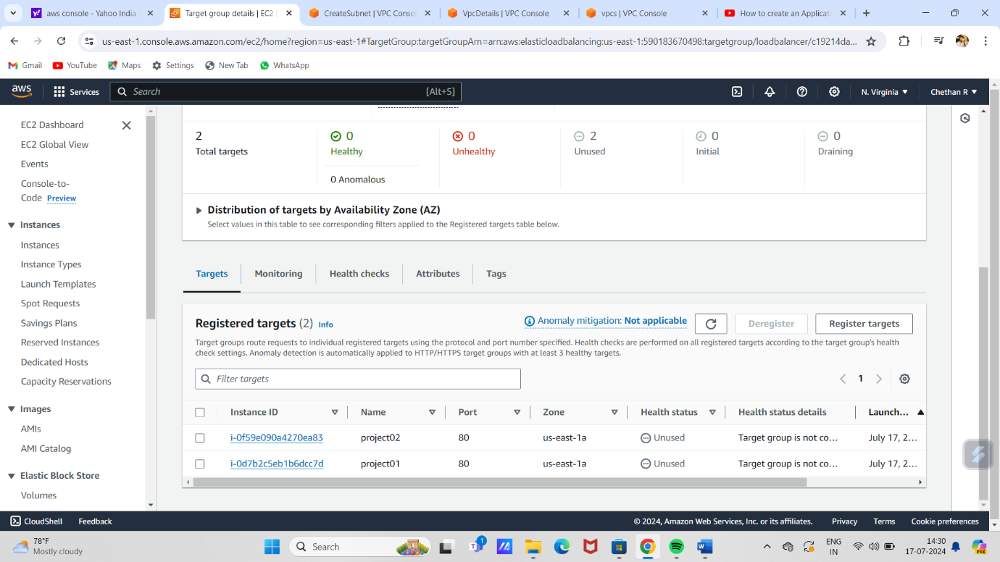 aws console - Yahoo India
Target group details | EC2 |
CreateSubnet | VPC Conso
VpcDetails | VPC Console
vpcs | VPC Console
How to create an Applicati
us-east-1.console.aws.amazon.com/ec2/home?region=us-east-1#TargetGroup:targetGroupArn=arn:aws:elasticloadbalancing:us-east-1:590183670498:targetgroup/loadbalancer/c19214da...
Gmail
YouTube
Maps
Settings
New Tab
WhatsApp
aws
Services
Search
[Alt+S]
N. Virginia
Chethan R
EC2 Dashboard
EC2 Global View
Events
Console-to-
Code Preview
Instances
Instances
Instance Types
Launch Templates
Spot Requests
Savings Plans
Reserved Instances
Dedicated Hosts
Capacity Reservations
Images
AMIs
AMI Catalog
Elastic Block Store
Volumes
2
Total targets
0
Healthy
0 Anomalous
0
Unhealthy
2
Unused
0
Initial
0
Draining
Distribution of targets by Availability Zone (AZ)
Select values in this table to see corresponding filters applied to the Registered targets table below.
Targets
Monitoring
Health checks
Attributes
Tags
Registered targets (2) Info
Anomaly mitigation: Not applicable
Deregister
Register targets
Target groups route requests to individual registered targets using the protocol and port number specified. Health checks are performed on all registered targets according to the target group's health
check settings. Anomaly detection is automatically applied to HTTP/HTTPS target groups with at least 3 healthy targets.
Filter targets
1
Instance ID Name Port Zone Health status Health status details Launch...
i-0f59e090a4270ea83 project02 80 us-east-1a Unused Target group is not co... July 17, 2...
i-0d7b2c5eb1b6dcc7d project01 80 us-east-1a Unused Target group is not co... July 17, 2...
CloudShell
Feedback
© 2024, Amazon Web Services, Inc. or its affiliates.
Privacy
Terms
Cookie preferences
78°F
Mostly cloudy
Search
1
ENG
IN
14:30
17-07-2024
PRE